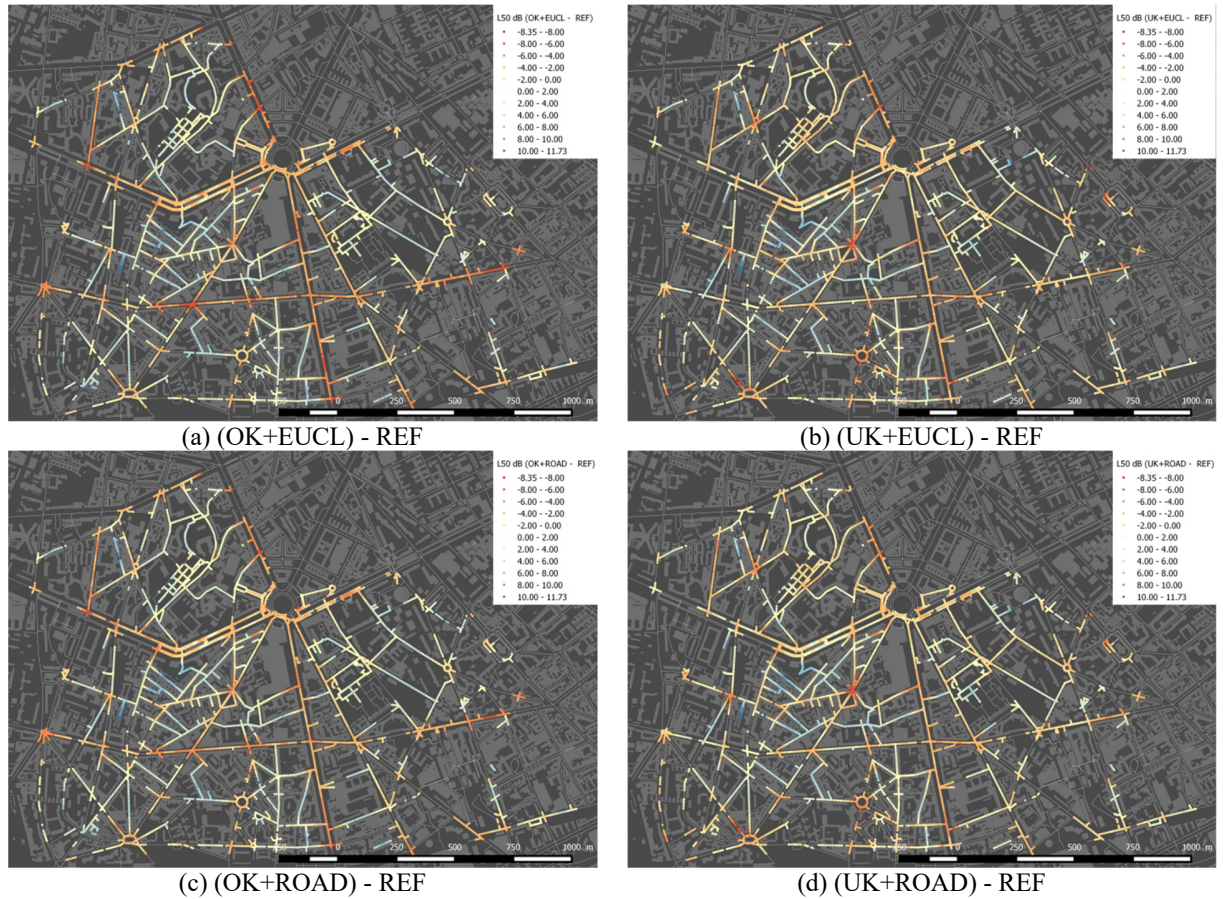 L50 dB (OK+EUCL - REF)
-8.35 - -8.00
-8.00 - -6.00
-6.00 - -4.00
-4.00 - -2.00
-2.00 - 0.00
0.00 - 2.00
2.00 - 4.00
4.00 - 6.00
6.00 - 8.00
8.00 - 10.00
10.00 - 11.73
250 0 250 500 750 1000 m
(a) (OK+EUCL) - REF
L50 dB (UK+EUCL - REF)
-8.35 - -8.00
-8.00 - -6.00
-6.00 - -4.00
-4.00 - -2.00
-2.00 - 0.00
0.00 - 2.00
2.00 - 4.00
4.00 - 6.00
6.00 - 8.00
8.00 - 10.00
10.00 - 11.73
250 0 250 500 750 1000 m
(b) (UK+EUCL) - REF
L50 dB (OK+ROAD - REF)
-8.35 - -8.00
-8.00 - -6.00
-6.00 - -4.00
-4.00 - -2.00
-2.00 - 0.00
0.00 - 2.00
2.00 - 4.00
4.00 - 6.00
6.00 - 8.00
8.00 - 10.00
10.00 - 11.73
250 0 250 500 750 1000 m
(c) (OK+ROAD) - REF
L50 dB (UK+ROAD - REF)
-8.35 - -8.00
-8.00 - -6.00
-6.00 - -4.00
-4.00 - -2.00
-2.00 - 0.00
0.00 - 2.00
2.00 - 4.00
4.00 - 6.00
6.00 - 8.00
8.00 - 10.00
10.00 - 11.73
250 0 250 500 750 1000 m
(d) (UK+ROAD) - REF